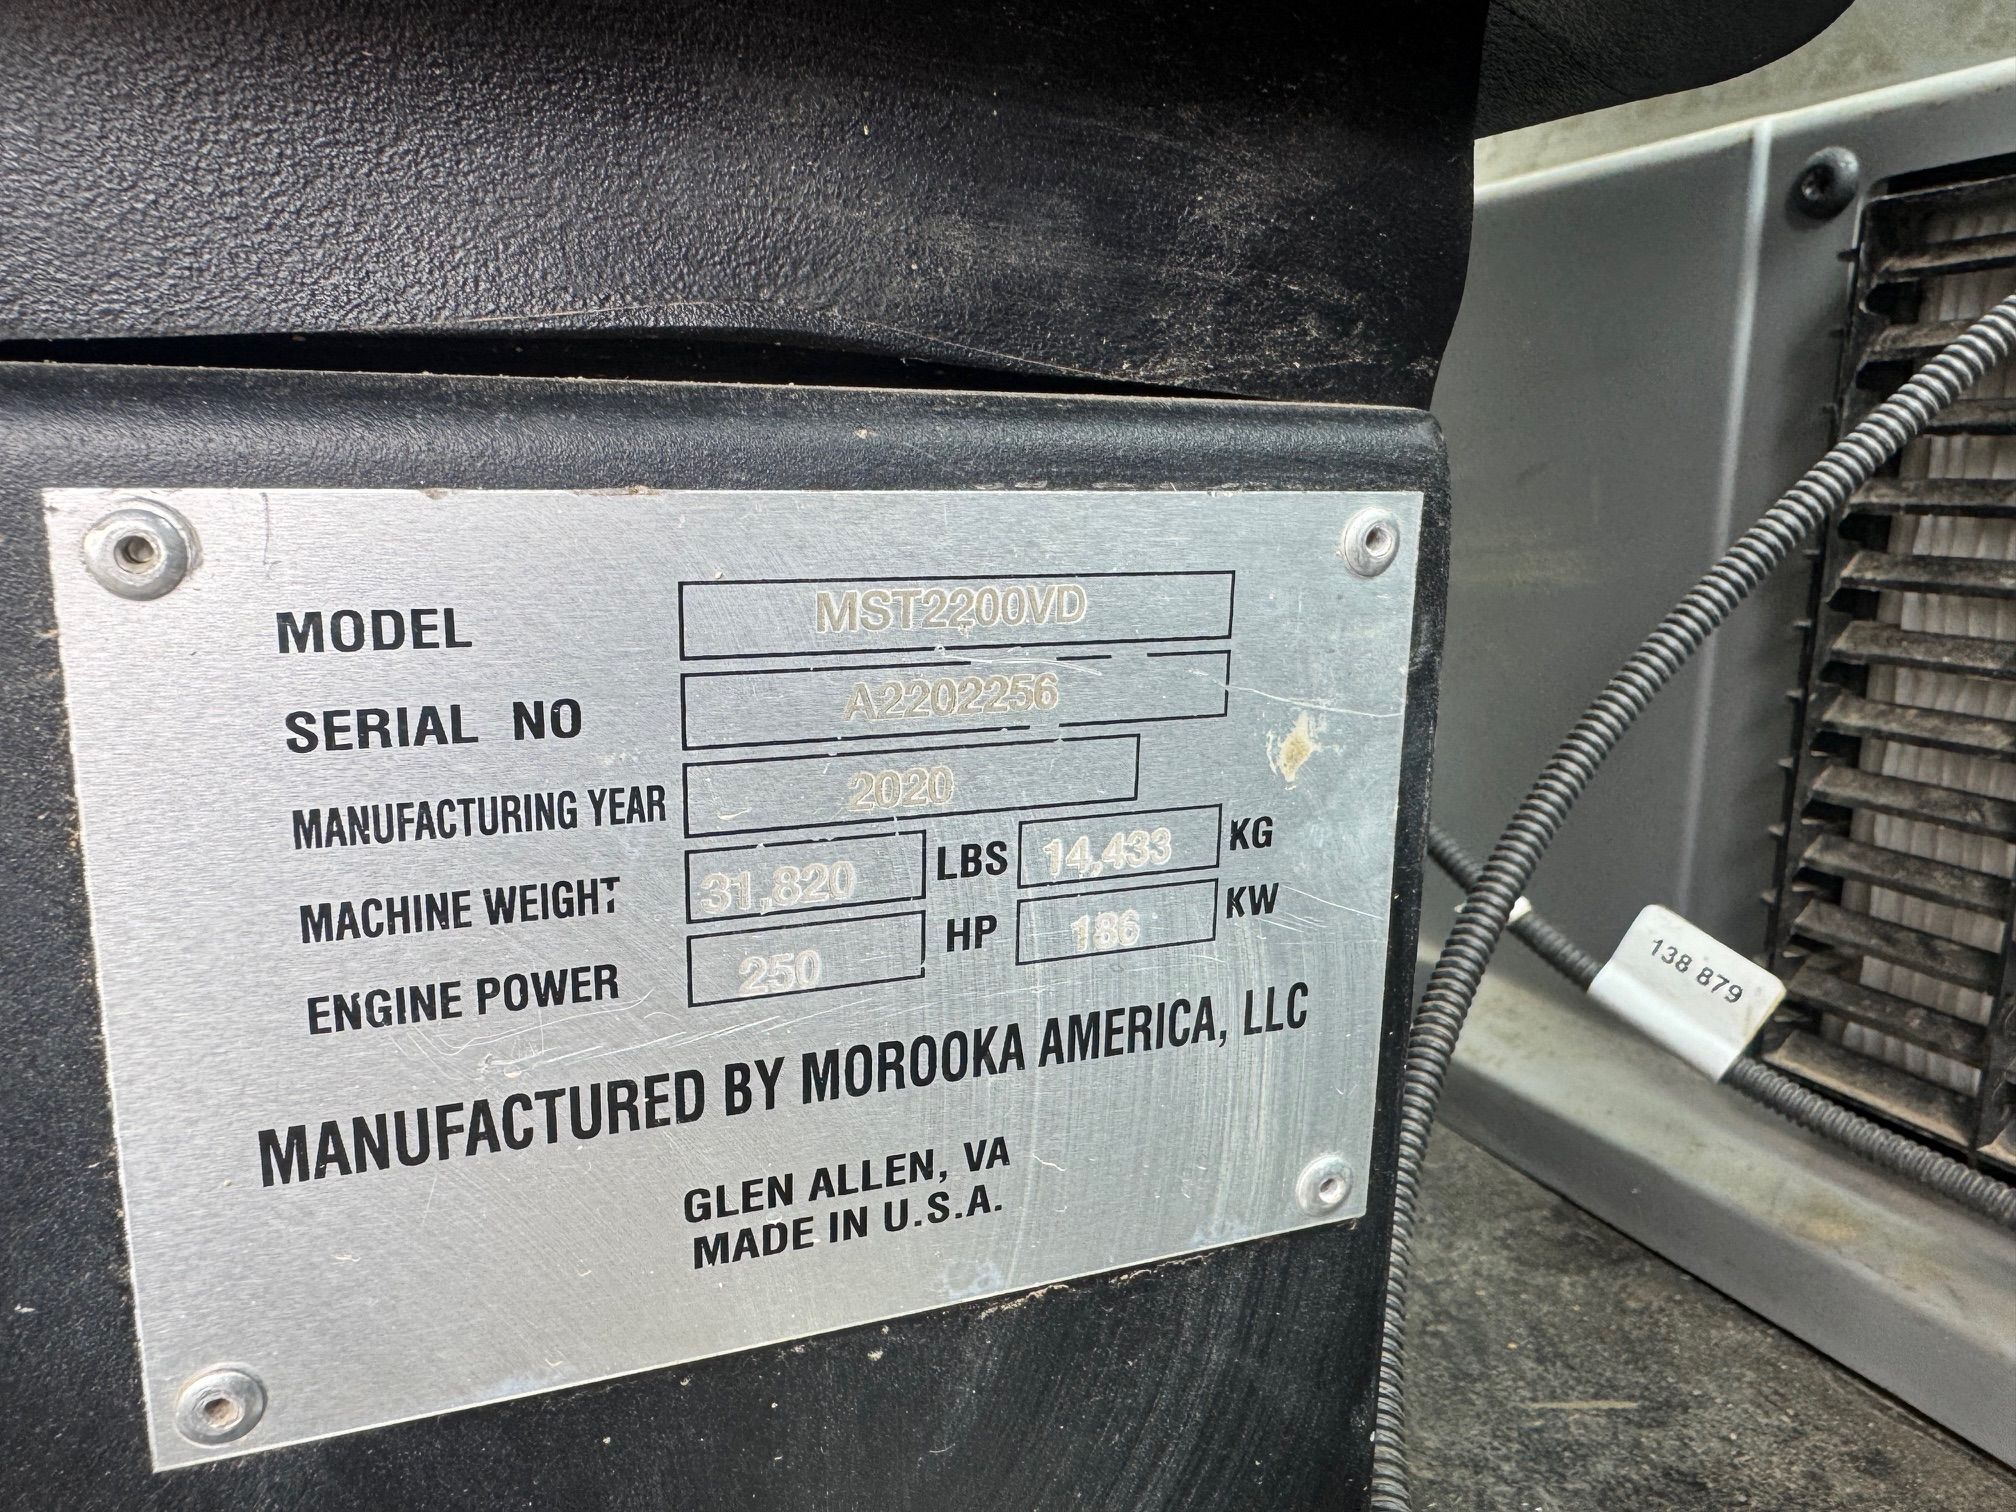 MODEL MST2200VD
SERIAL NO A2202256
MANUFACTURING YEAR 2020
MACHINE WEIGHT 31,820 LBS 14,433 KG
ENGINE POWER 250 HP 186 KW
MANUFACTURED BY MOROOKA AMERICA, LLC
GLEN ALLEN, VA
MADE IN U.S.A.
138 879